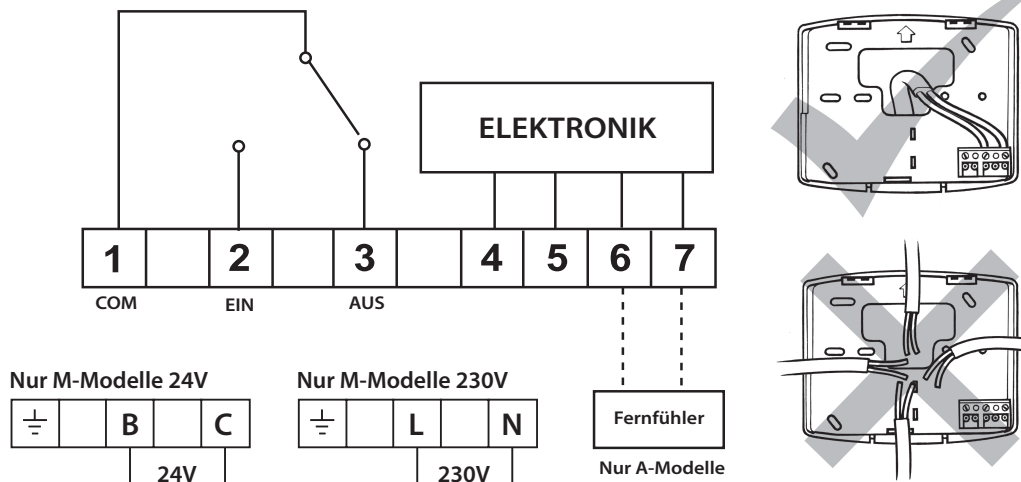 ELEKTRONIK
1 2 3 4 5 6 7
COM EIN AUS
Nur M-Modelle 24V
B C
24V
Nur M-Modelle 230V
L N
230V
Fernfühler
Nur A-Modelle